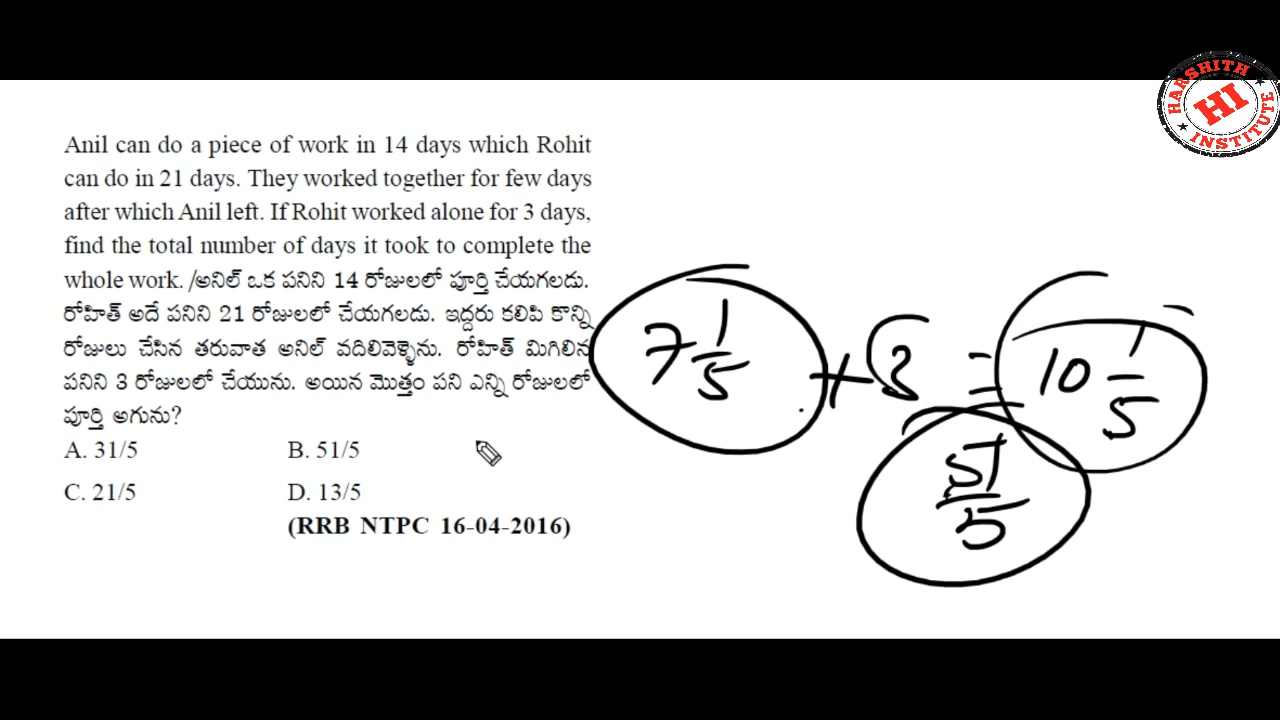 HARSHITH
HI
INSTITUTE
Anil can do a piece of work in 14 days which Rohit
can do in 21 days. They worked together for few days
after which Anil left. If Rohit worked alone for 3 days,
find the total number of days it took to complete the
whole work. /అనిల్ ఒక పనిని 14 రోజులలో పూర్తి చేయగలడు.
రోహిత్ అదే పనిని 21 రోజులలో చేయగలడు. ఇద్దరు కలిపి కొన్ని
రోజులు చేసిన తరువాత అనిల్ వదిలివెళ్ళెను. రోహిత్ మిగిలిన
పనిని 3 రోజులలో చేయును. అయిన మొత్తం పని ఎన్ని రోజులలో
పూర్తి అగును?
A. 31/5 B. 51/5
C. 21/5 D. 13/5
(RRB NTPC 16-04-2016)
7 1/5 + 3 = 10 1/5
51/5